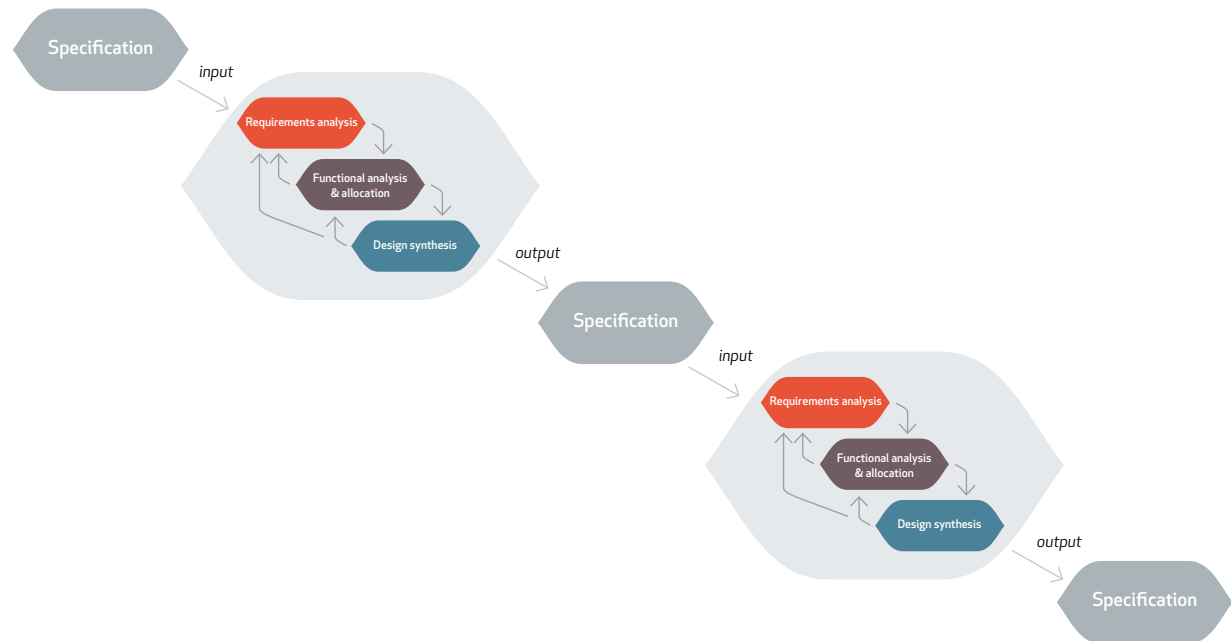 Specification
input
Requirements analysis
Functional analysis
& allocation
Design synthesis
output
Specification
input
Requirements analysis
Functional analysis
& allocation
Design synthesis
output
Specification